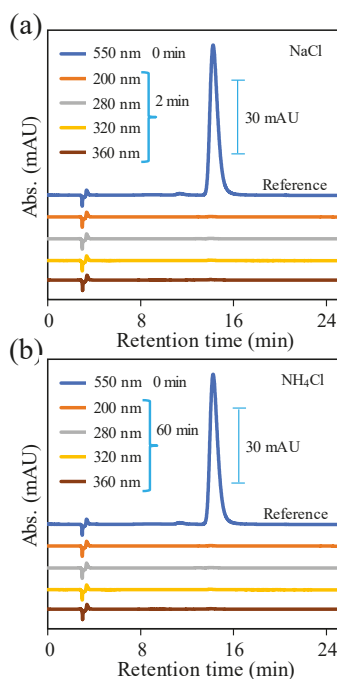 (a)
550 nm 0 min
NaCl
200 nm
280 nm
2 min
320 nm
30 mAU
360 nm
Reference
Abs. (mAU)
0 8 16 24
Retention time (min)
(b)
550 nm 0 min
NH₄Cl
200 nm
280 nm
60 min
320 nm
30 mAU
360 nm
Reference
Abs. (mAU)
0 8 16 24
Retention time (min)